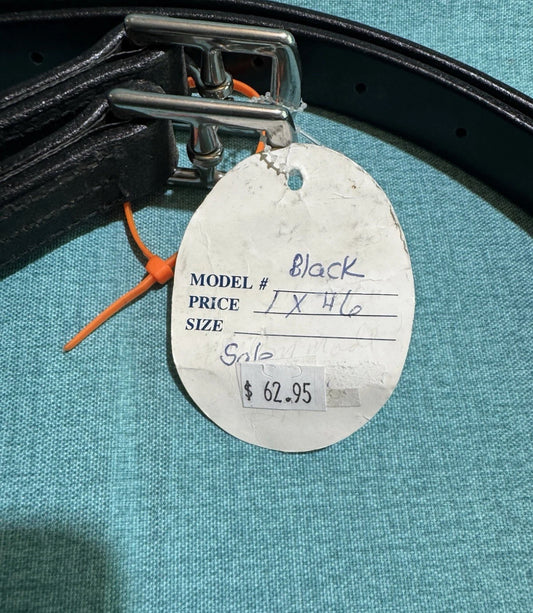 MODEL # Black
PRICE 1 X 46
SIZE
Sale
$ 62.95